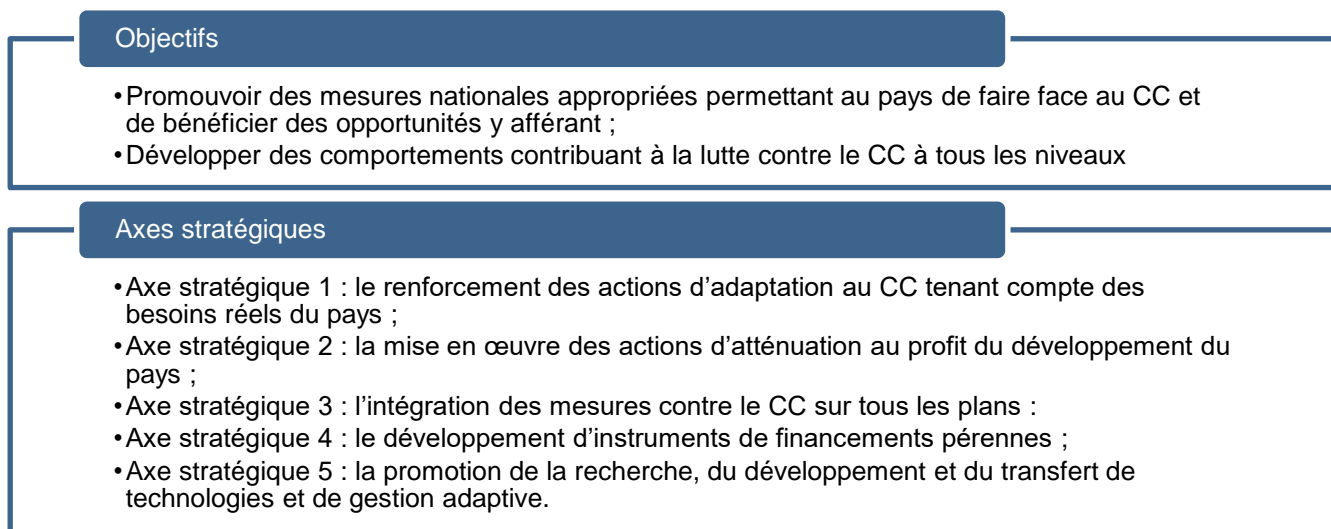 Objectifs
•Promouvoir des mesures nationales appropriées permettant au pays de faire face au CC et
de bénéficier des opportunités y afférant ;
•Développer des comportements contribuant à la lutte contre le CC à tous les niveaux
Axes stratégiques
•Axe stratégique 1 : le renforcement des actions d’adaptation au CC tenant compte des
besoins réels du pays ;
•Axe stratégique 2 : la mise en œuvre des actions d’atténuation au profit du développement du
pays ;
•Axe stratégique 3 : l’intégration des mesures contre le CC sur tous les plans :
•Axe stratégique 4 : le développement d’instruments de financements pérennes ;
•Axe stratégique 5 : la promotion de la recherche, du développement et du transfert de
technologies et de gestion adaptive.